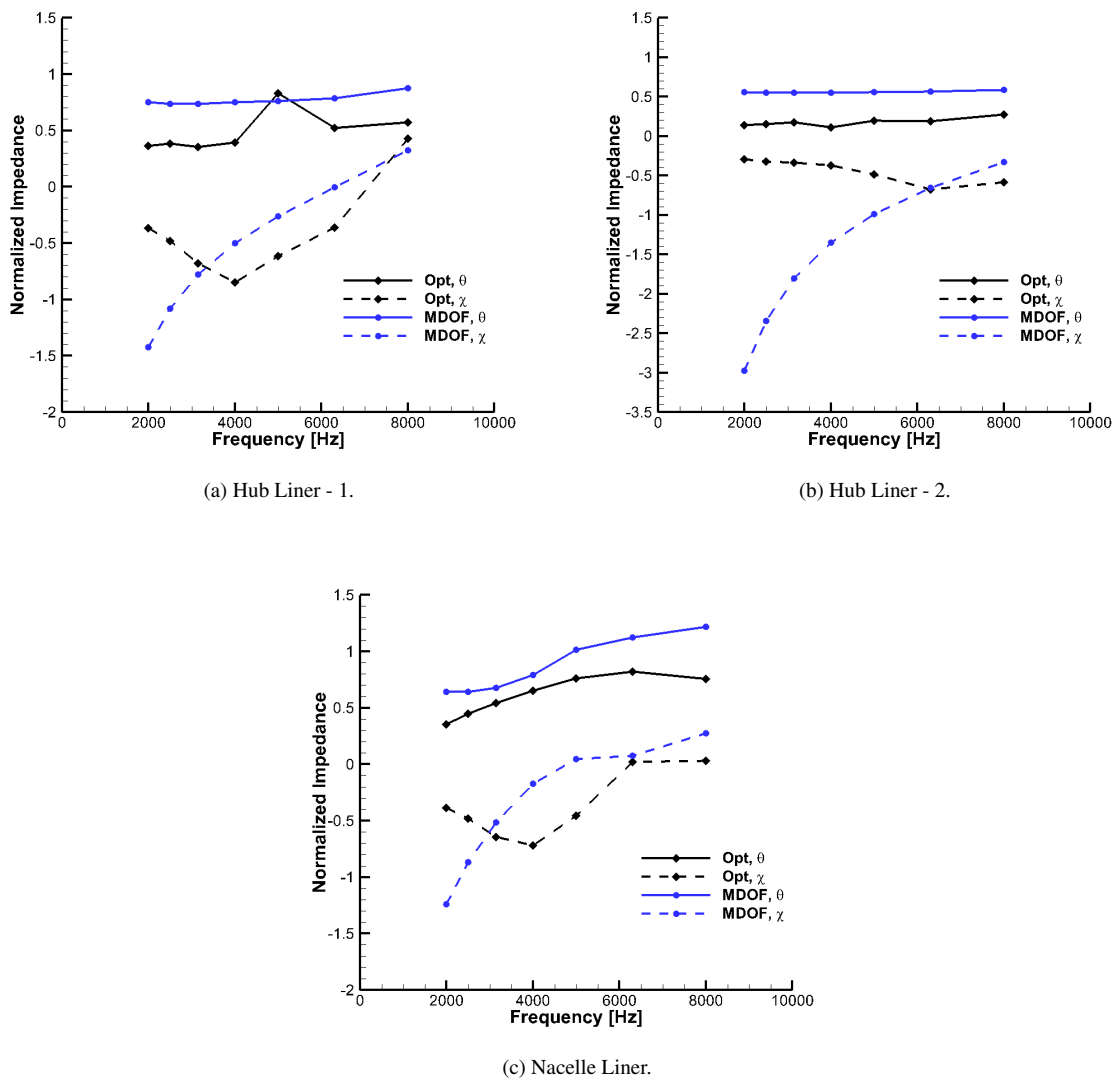 1.5
1
0.5
0
-0.5
-1
-1.5
-2
Normalized Impedance
0 2000 4000 6000 8000 10000
Frequency [Hz]
Opt, θ
Opt, χ
MDOF, θ
MDOF, χ
(a) Hub Liner - 1.
1.5
1
0.5
0
-0.5
-1
-1.5
-2
-2.5
-3
-3.5
Normalized Impedance
0 2000 4000 6000 8000 10000
Frequency [Hz]
Opt, θ
Opt, χ
MDOF, θ
MDOF, χ
(b) Hub Liner - 2.
1.5
1
0.5
0
-0.5
-1
-1.5
-2
Normalized Impedance
0 2000 4000 6000 8000 10000
Frequency [Hz]
Opt, θ
Opt, χ
MDOF, θ
MDOF, χ
(c) Nacelle Liner.